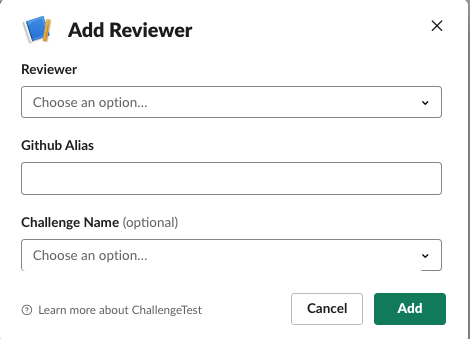 Add Reviewer
Reviewer
Choose an option...
Github Alias
Challenge Name (optional)
Choose an option...
Learn more about ChallengeTest
Cancel
Add